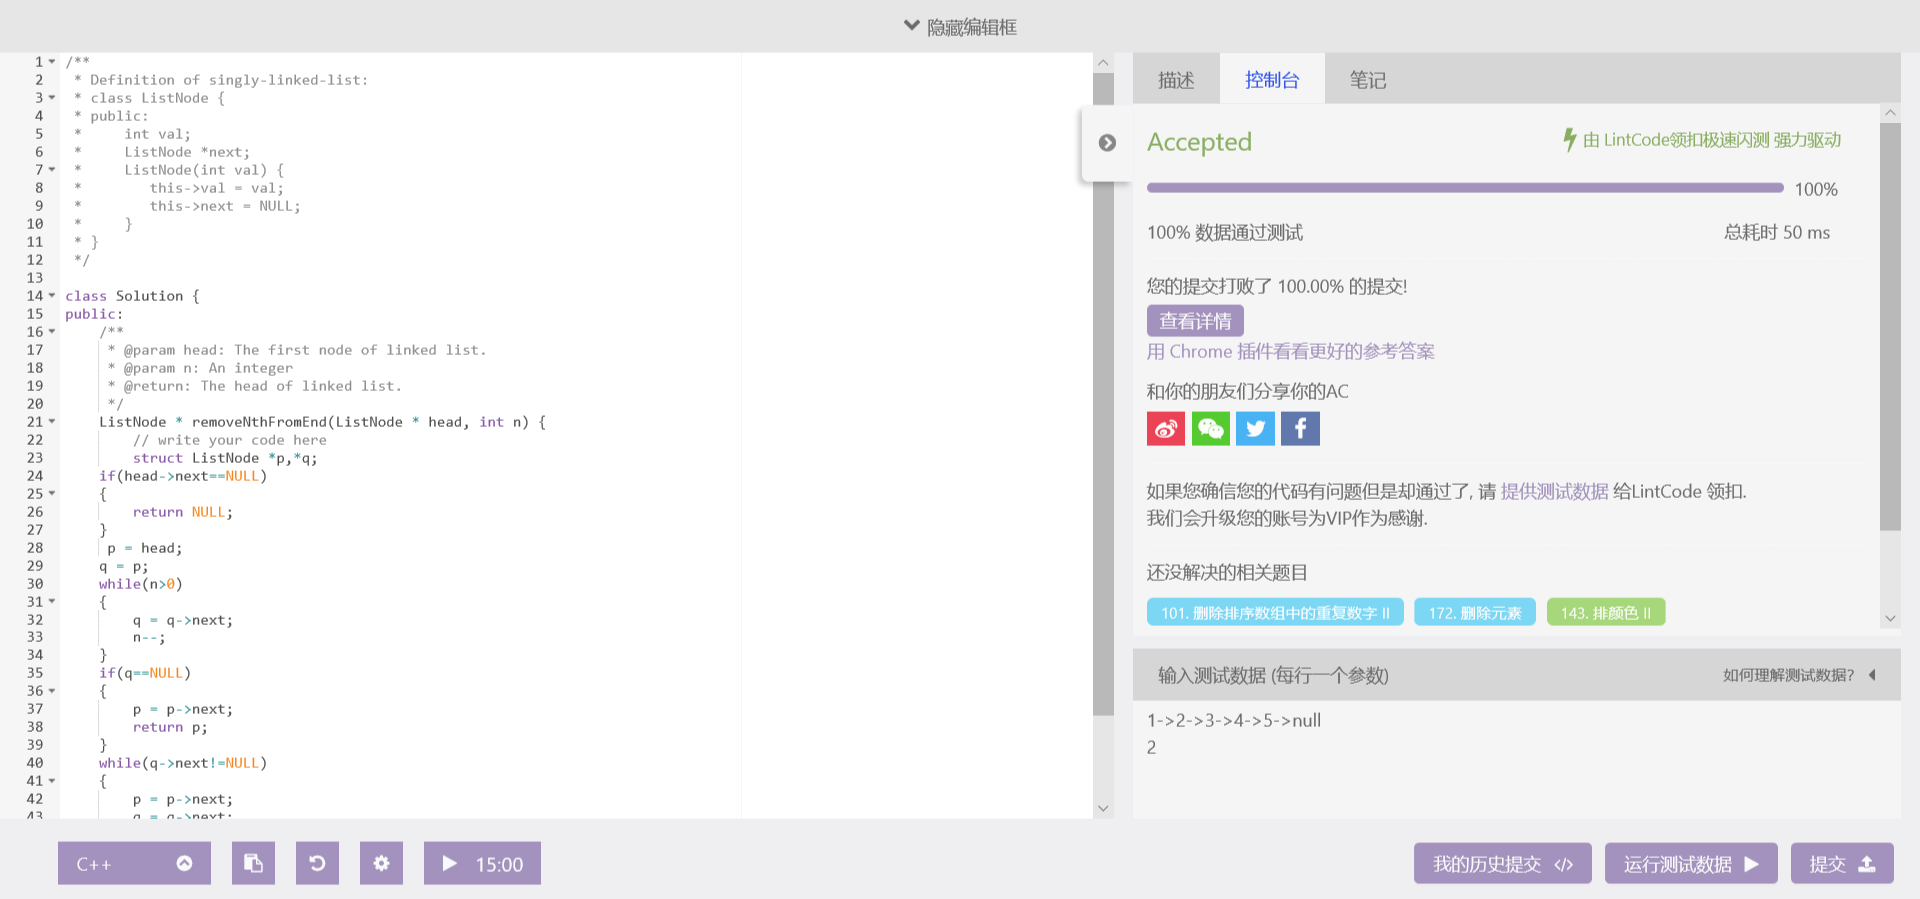 隐藏编辑框
1 /**
2  * Definition of singly-linked-list:
3  * class ListNode {
4  * public:
5  *     int val;
6  *     ListNode *next;
7  *     ListNode(int val) {
8  *        this->val = val;
9  *        this->next = NULL;
10  *     }
11  * }
12  */
13
14 class Solution {
15 public:
16     /**
17      * @param head: The first node of linked list.
18      * @param n: An integer
19      * @return: The head of linked list.
20      */
21     ListNode * removeNthFromEnd(ListNode * head, int n) {
22         // write your code here
23         struct ListNode *p,*q;
24     if(head->next==NULL)
25     {
26         return NULL;
27     }
28      p = head;
29     q = p;
30     while(n>0)
31     {
32         q = q->next;
33         n--;
34     }
35     if(q==NULL)
36     {
37         p = p->next;
38         return p;
39     }
40     while(q->next!=NULL)
41     {
42         p = p->next;
43         q = q->next;
C++
15:00
描述 控制台 笔记
Accepted
由 LintCode领扣极速闪测 强力驱动
100%
100% 数据通过测试
总耗时 50 ms
您的提交打败了 100.00% 的提交!
查看详情
用 Chrome 插件看看更好的参考答案
和你的朋友们分享你的AC
如果您确信您的代码有问题但是却通过了, 请 提供测试数据 给LintCode 领扣.
我们会升级您的账号为VIP作为感谢.
还没解决的相关题目
101. 删除排序数组中的重复数字 II
172. 删除元素
143. 排颜色 II
输入测试数据 (每行一个参数)
如何理解测试数据?
1->2->3->4->5->null
2
我的历史提交
运行测试数据
提交